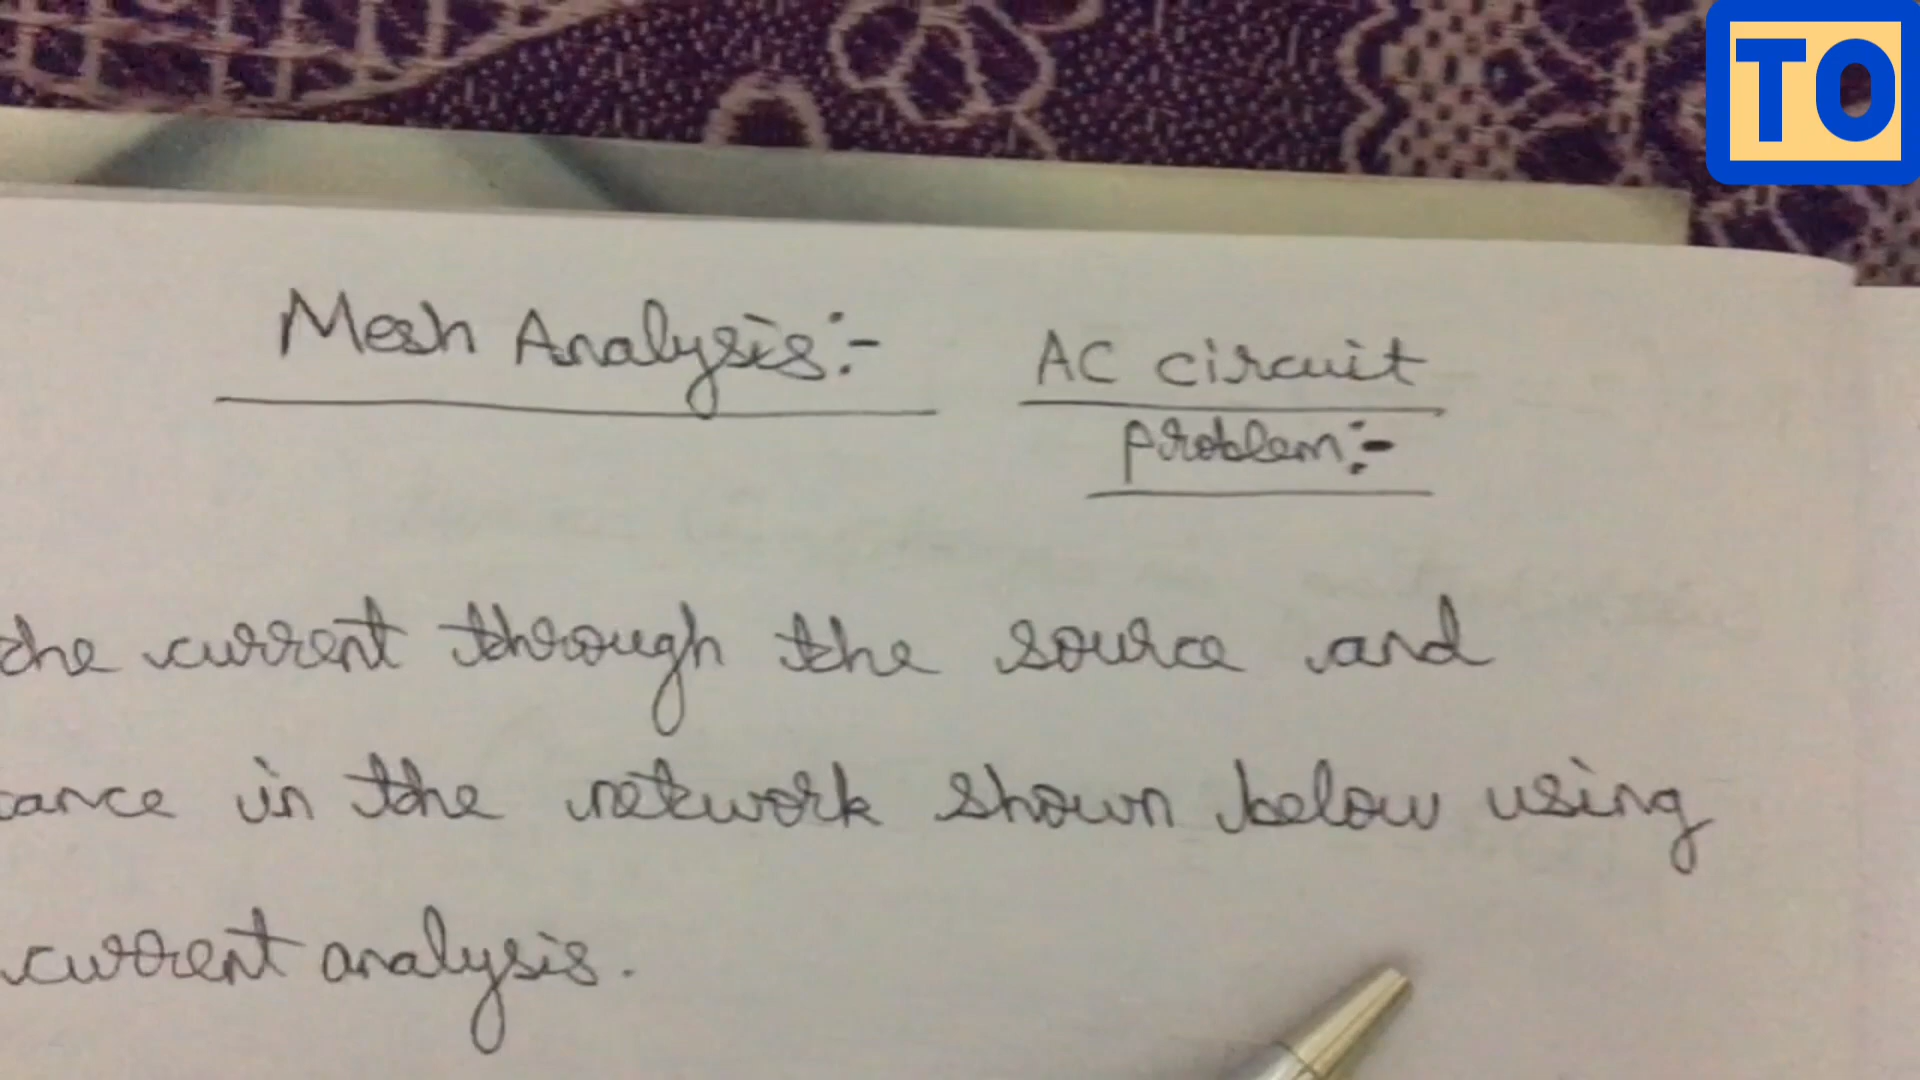 TO
Mesh Analysis:- AC circuit
problem:-
the current through the source and
tance in the network shown below using
current analysis.